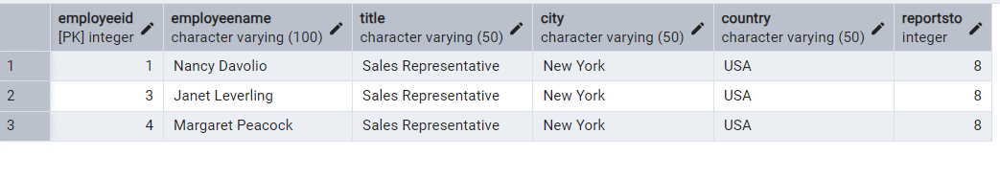 employeeid employeename title city country reportsto
[PK] integer character varying (100) character varying (50) character varying (50) character varying (50) integer
1 1 Nancy Davolio Sales Representative New York USA 8
2 3 Janet Leverling Sales Representative New York USA 8
3 4 Margaret Peacock Sales Representative New York USA 8